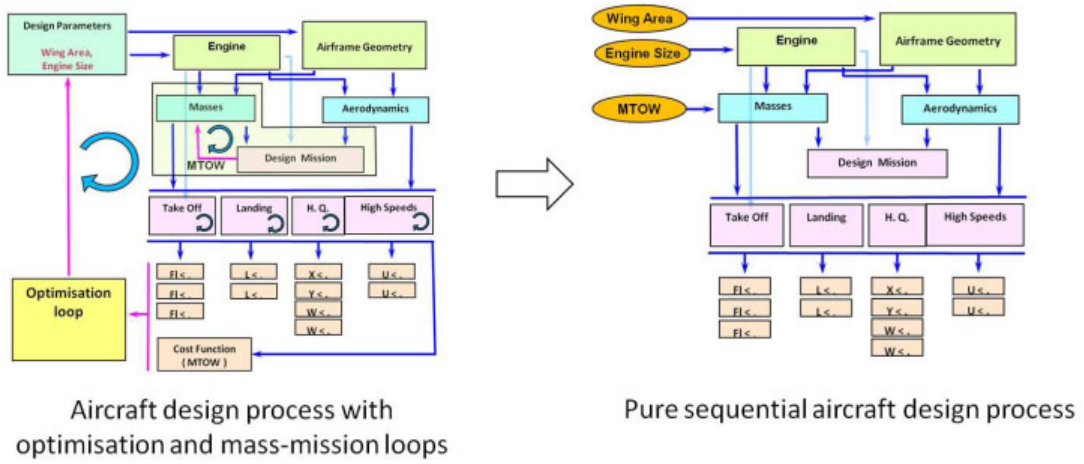 Design Parameters
Wing Area,
Engine Size
Engine
Airframe Geometry
Masses
Aerodynamics
MTOW
Design Mission
Take Off
Landing
H. Q.
High Speeds
Fl < .
L < .
X < .
U < .
Fl < .
L < .
Y < .
U < .
Fl < .
W < .
W < .
Optimisation
loop
Cost Function
( MTOW )
Aircraft design process with
optimisation and mass-mission loops
Wing Area
Engine Size
MTOW
Engine
Airframe Geometry
Masses
Aerodynamics
Design Mission
Take Off
Landing
H. Q.
High Speeds
Fl < .
L < .
X < .
U < .
Fl < .
L < .
Y < .
U < .
Fl < .
W < .
W < .
Pure sequential aircraft design process